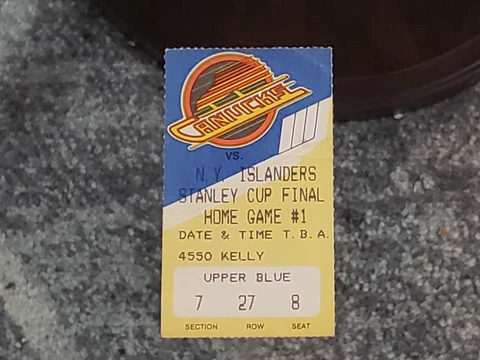 CANUCKS
VS.
N.Y. ISLANDERS
STANLEY CUP FINAL
HOME GAME #1
DATE & TIME T.B.A.
4550 KELLY
UPPER BLUE
7 27 8
SECTION ROW SEAT